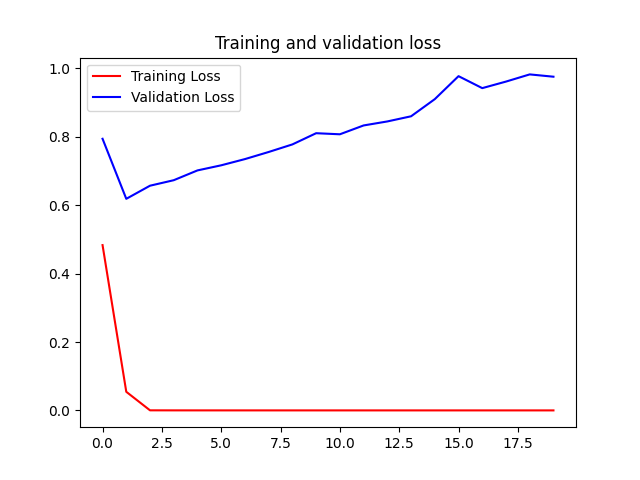 Training and validation loss
Training Loss
Validation Loss
1.0
0.8
0.6
0.4
0.2
0.0
0.0 2.5 5.0 7.5 10.0 12.5 15.0 17.5